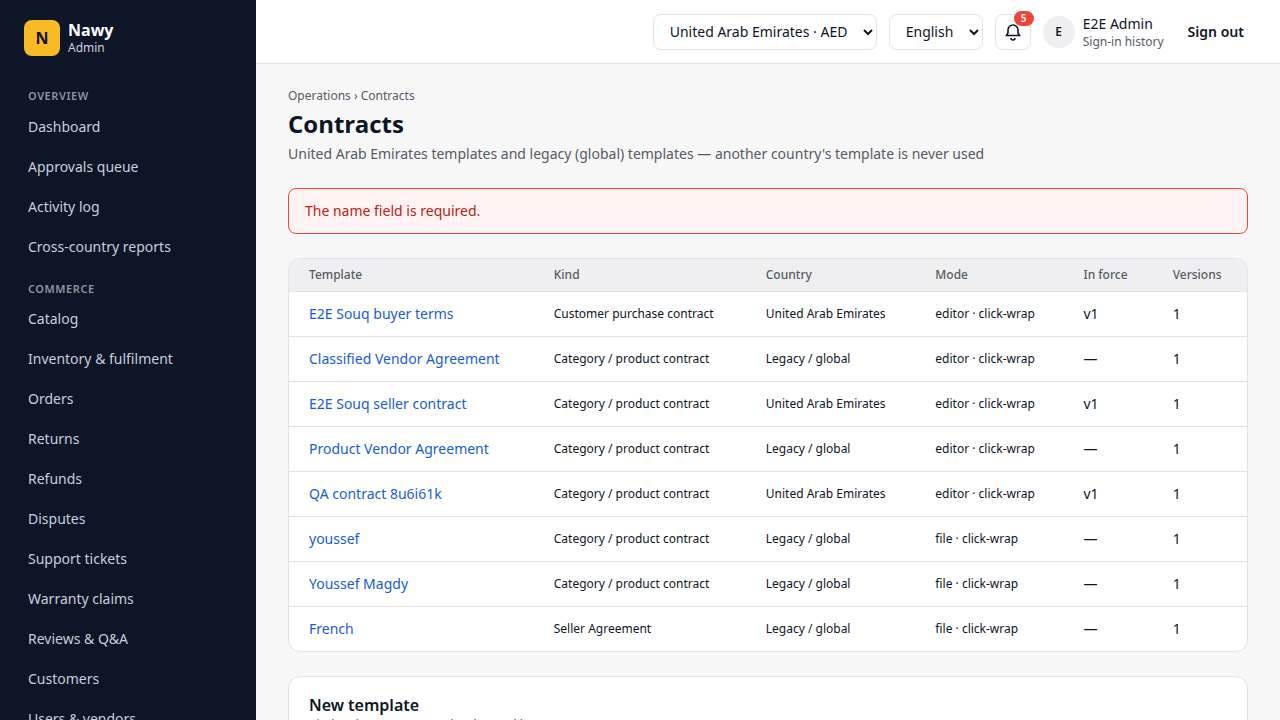 N
Nawy
Admin
OVERVIEW
Dashboard
Approvals queue
Activity log
Cross-country reports
COMMERCE
Catalog
Inventory & fulfilment
Orders
Returns
Refunds
Disputes
Support tickets
Warranty claims
Reviews & Q&A
Customers
Users & vendors
United Arab Emirates · AED
English
5
E
E2E Admin
Sign-in history
Sign out
Operations › Contracts
Contracts
United Arab Emirates templates and legacy (global) templates — another country's template is never used
The name field is required.
Template Kind Country Mode In force Versions
E2E Souq buyer terms Customer purchase contract United Arab Emirates editor · click-wrap v1 1
Classified Vendor Agreement Category / product contract Legacy / global editor · click-wrap — 1
E2E Souq seller contract Category / product contract United Arab Emirates editor · click-wrap v1 1
Product Vendor Agreement Category / product contract Legacy / global editor · click-wrap — 1
QA contract 8u6i61k Category / product contract United Arab Emirates editor · click-wrap v1 1
youssef Category / product contract Legacy / global file · click-wrap — 1
Youssef Magdy Category / product contract Legacy / global file · click-wrap — 1
French Seller Agreement Legacy / global file · click-wrap — 1
New template